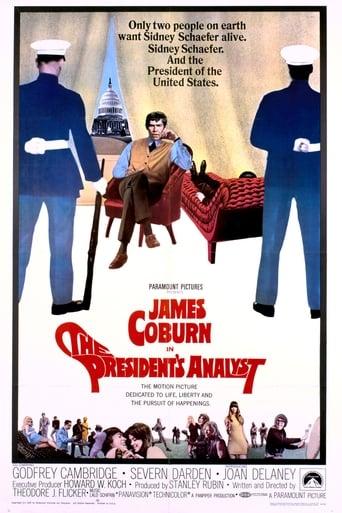 Only two people on earth
want Sidney Schaefer alive.
Sidney Schaefer.
And the
President of the
United States.
PARAMOUNT PICTURES
JAMES
COBURN
IN
THE
PRESIDENT'S ANALYST
THE MOTION PICTURE
DEDICATED TO LIFE, LIBERTY AND
THE PURSUIT OF HAPPENINGS.
GODFREY CAMBRIDGE · SEVERN DARDEN · JOAN DELANEY
Executive Producer HOWARD W. KOCH · Produced by STANLEY RUBIN · Written and Directed by
THEODORE J. FLICKER · MUSIC LALO SCHIFRIN · PANAVISION® TECHNICOLOR® A PANPIPER PRODUCTION
A PARAMOUNT PICTURE